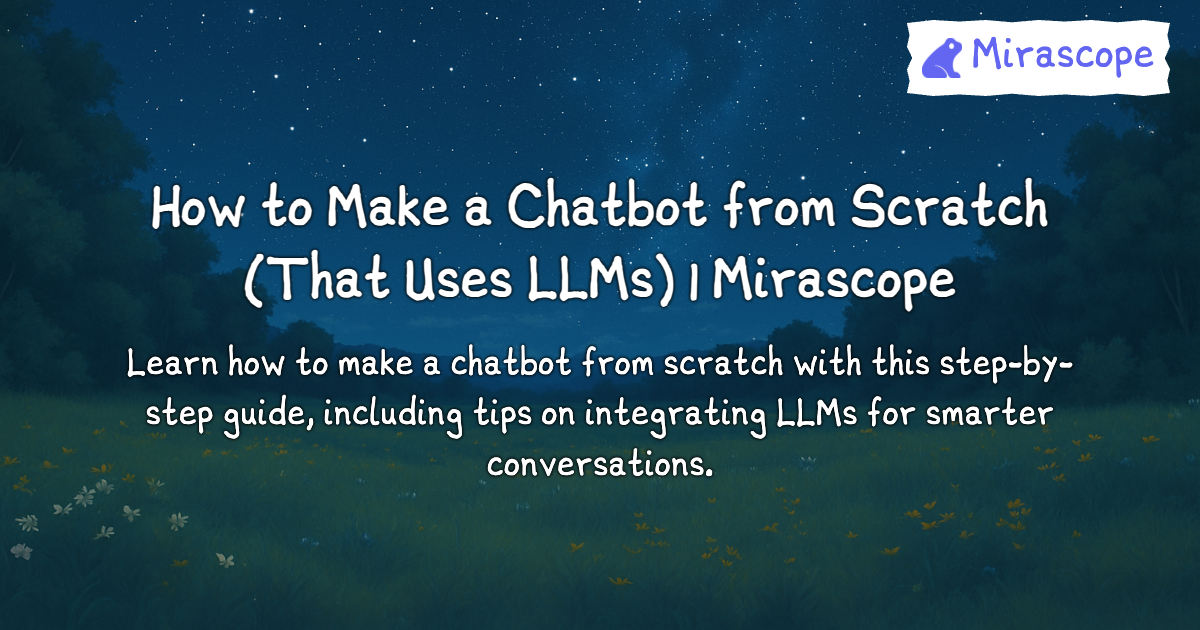 Mirascope
How to Make a Chatbot from Scratch
(That Uses LLMs) | Mirascope
Learn how to make a chatbot from scratch with this step-by-
step guide, including tips on integrating LLMs for smarter
conversations.